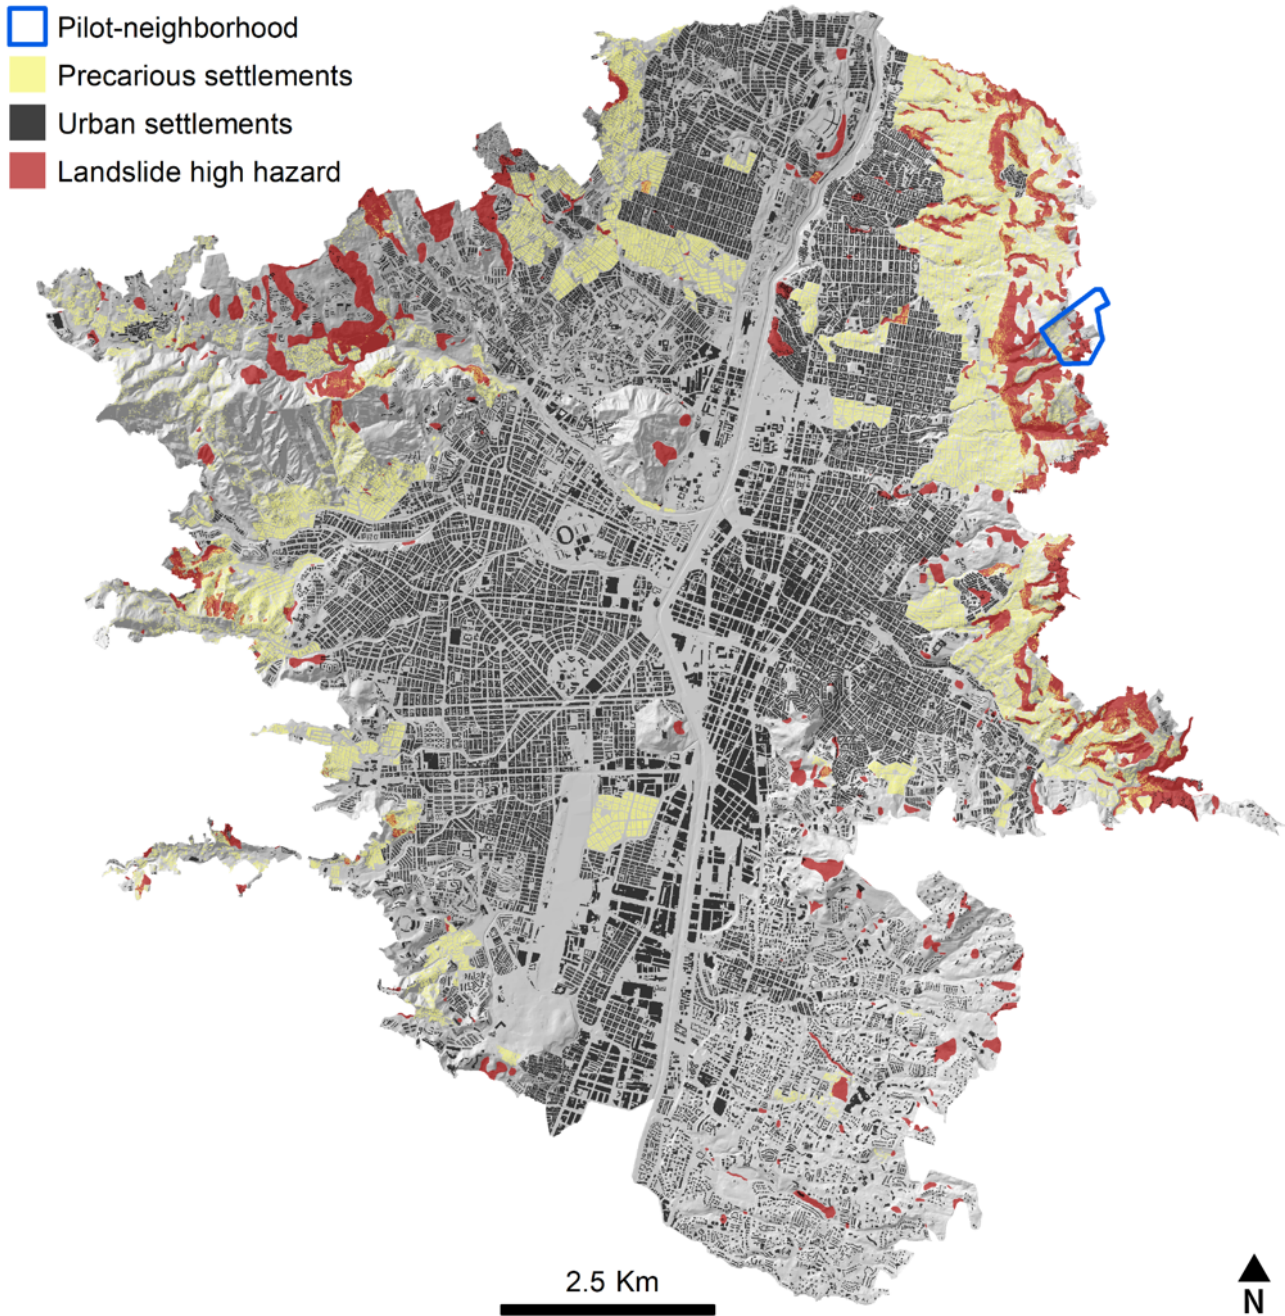 Pilot-neighborhood
Precarious settlements
Urban settlements
Landslide high hazard
2.5 Km
N